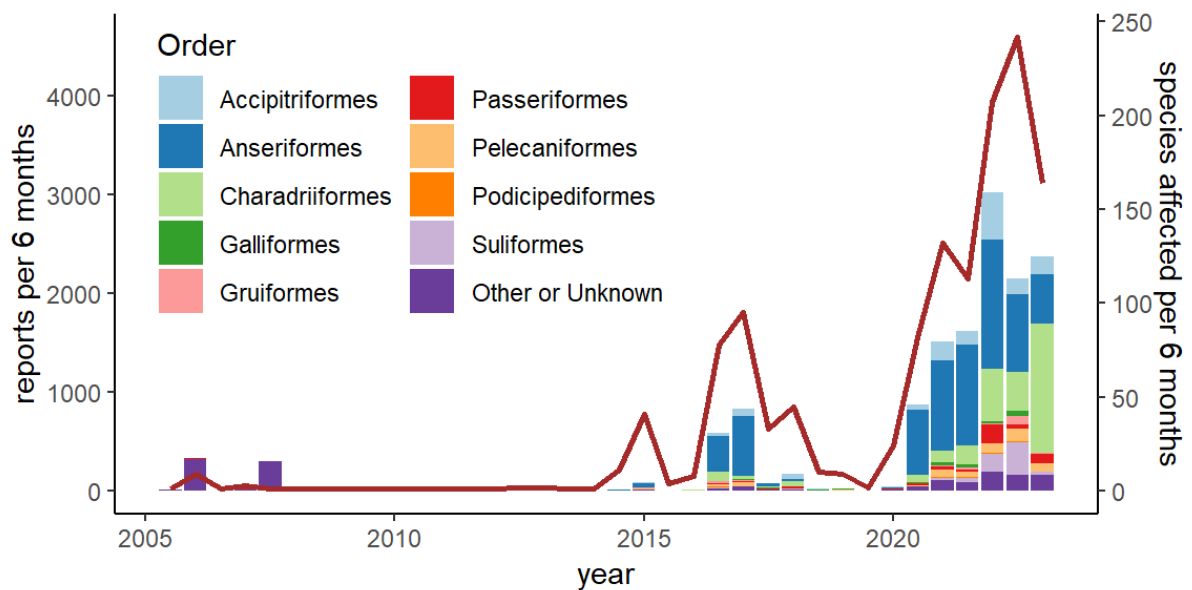 Order
Accipitriformes
Anseriformes
Charadriiformes
Galliformes
Gruiformes
Passeriformes
Pelecaniformes
Podicipediformes
Suliformes
Other or Unknown
reports per 6 months
4000
3000
2000
1000
0
250
200
150
100
50
0
species affected per 6 months
2005
2010
2015
2020
year